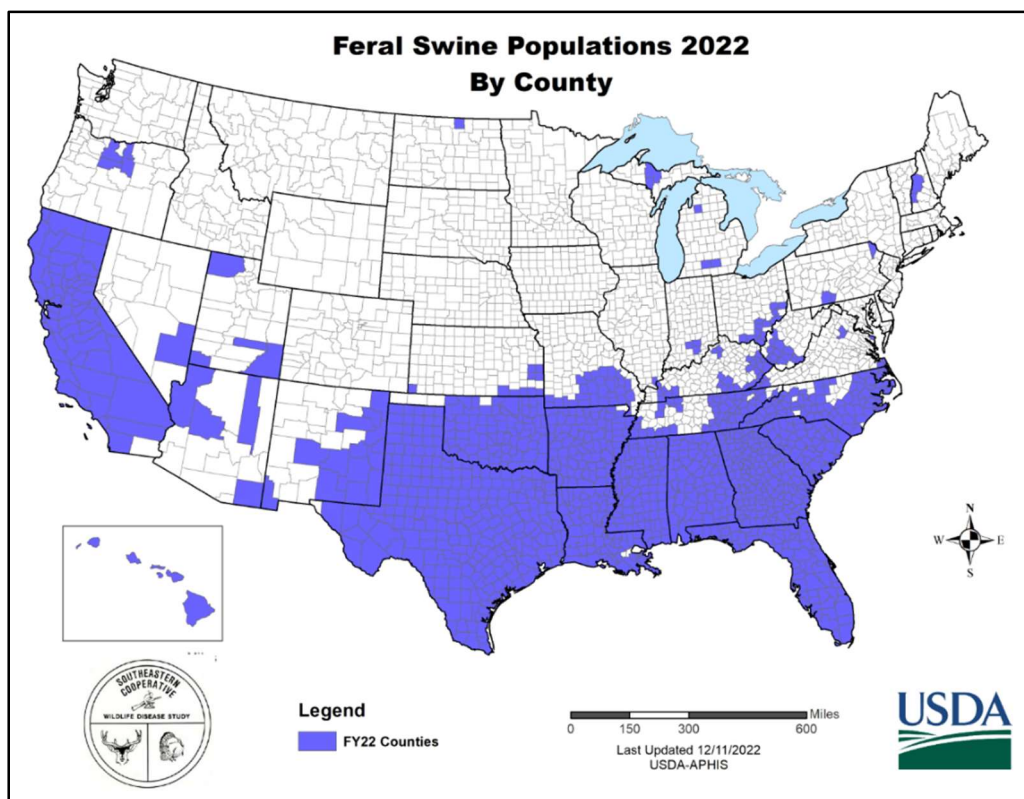 Feral Swine Populations 2022
By County
N
W E
S
SOUTHEASTERN
COOPERATIVE
WILDLIFE DISEASE STUDY
Legend
FY22 Counties
Miles
0 150 300 600
Last Updated 12/11/2022
USDA-APHIS
USDA